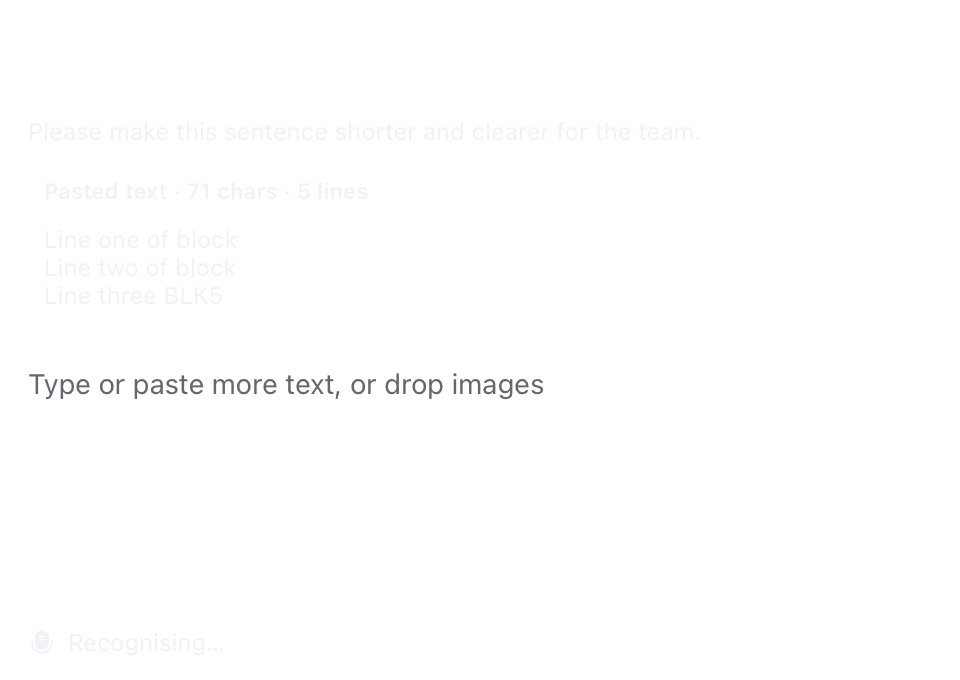 Please make this sentence shorter and clearer for the team.
Pasted text · 71 chars · 5 lines
Line one of block
Line two of block
Line three BLK5
Type or paste more text, or drop images
Recognising…